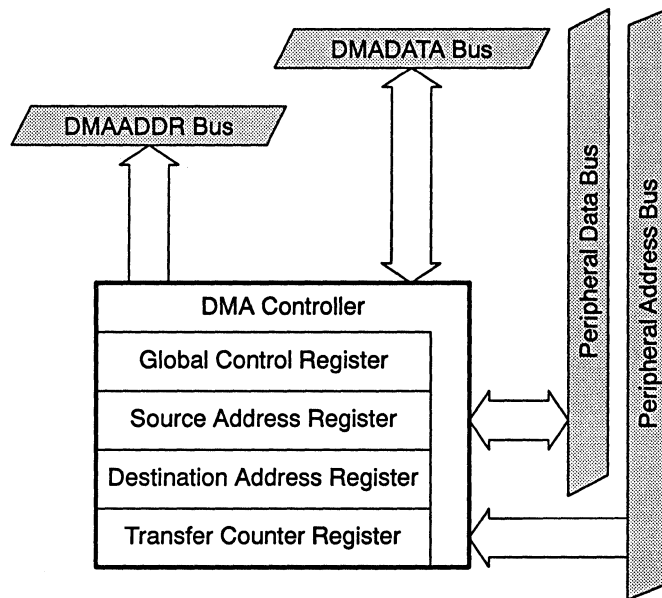 DMADATA Bus
DMAADDR Bus
Peripheral Data Bus
Peripheral Address Bus
DMA Controller
Global Control Register
Source Address Register
Destination Address Register
Transfer Counter Register